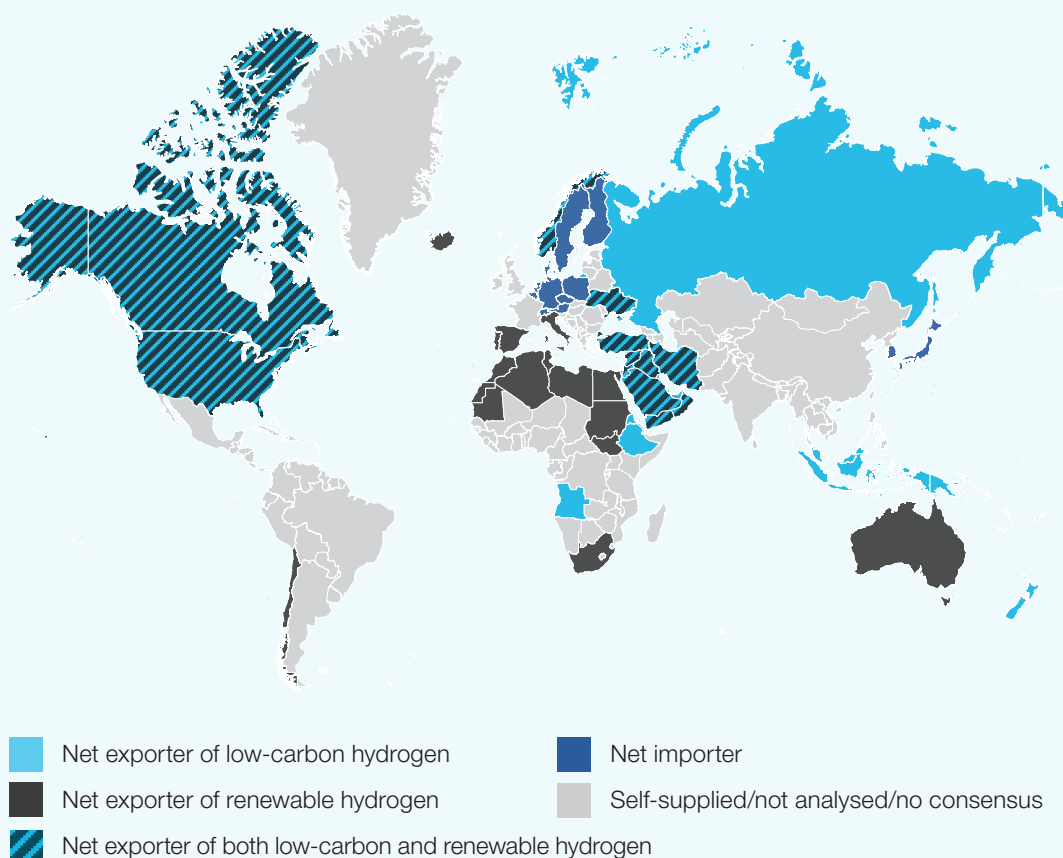 Net exporter of low-carbon hydrogen
Net importer
Net exporter of renewable hydrogen
Self-supplied/not analysed/no consensus
Net exporter of both low-carbon and renewable hydrogen